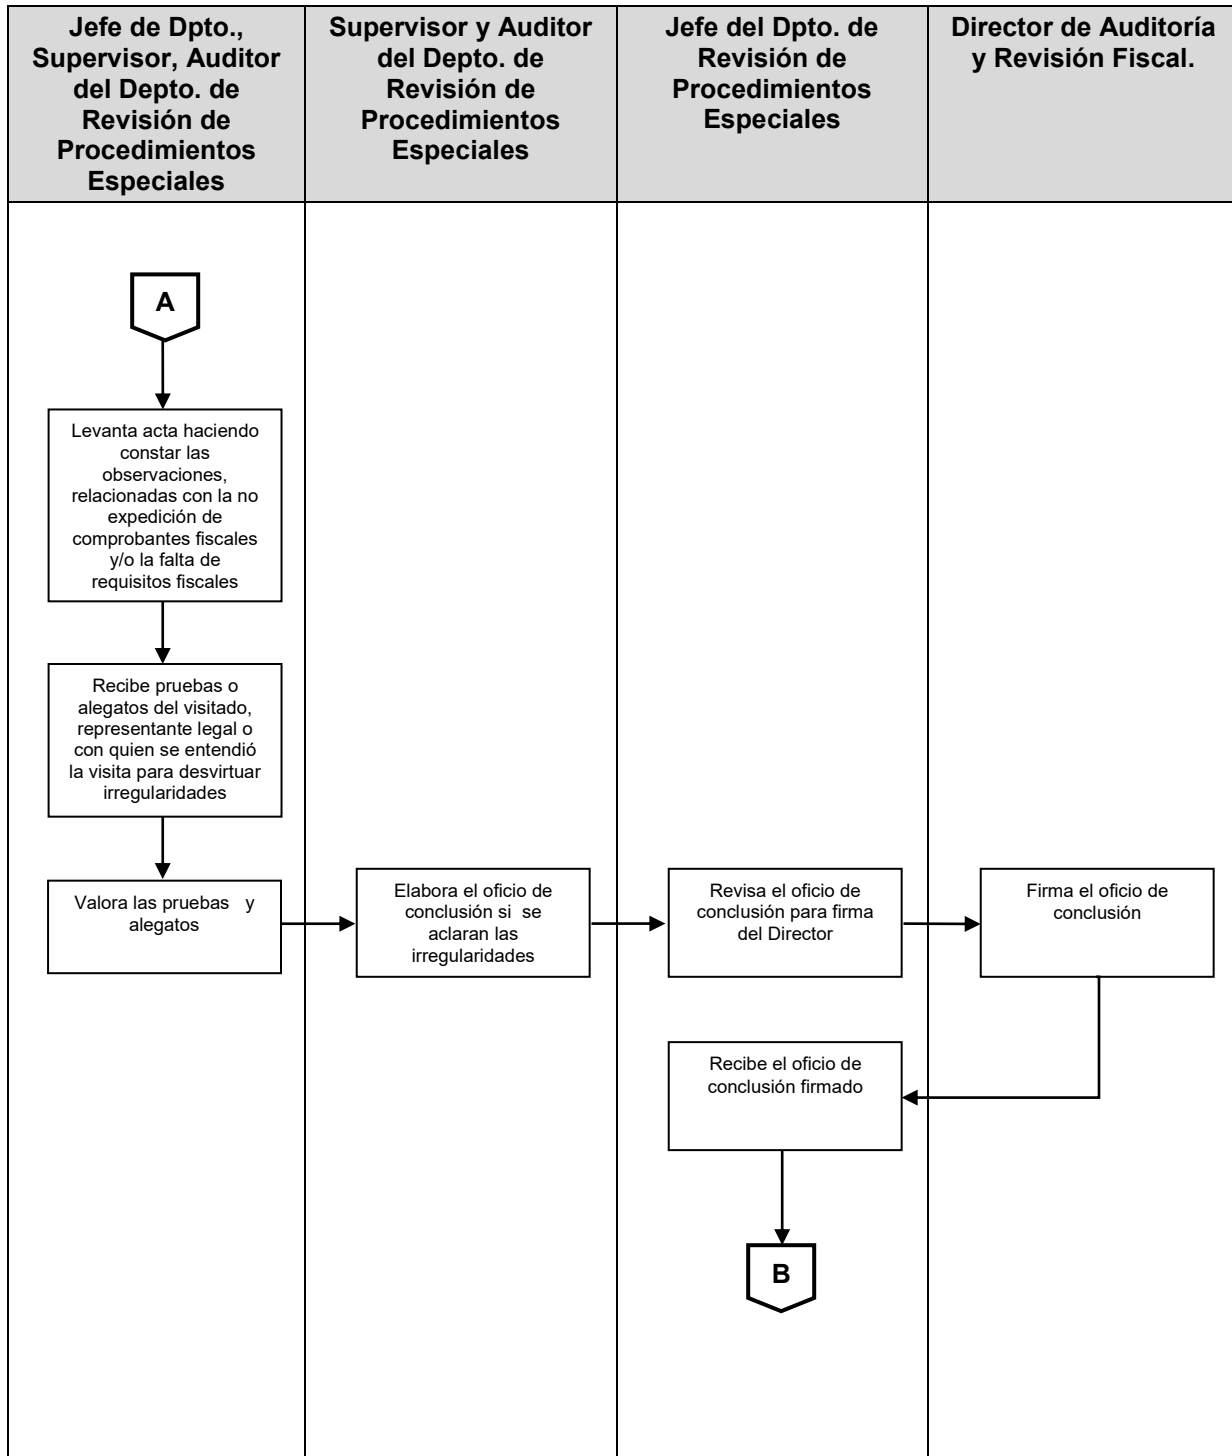 Jefe de Dpto.,
Supervisor, Auditor
del Depto. de
Revisión de
Procedimientos
Especiales
Supervisor y Auditor
del Depto. de
Revisión de
Procedimientos
Especiales
Jefe del Dpto. de
Revisión de
Procedimientos
Especiales
Director de Auditoría
y Revisión Fiscal.
A
Levanta acta haciendo
constar las
observaciones,
relacionadas con la no
expedición de
comprobantes fiscales
y/o la falta de
requisitos fiscales
Recibe pruebas o
alegatos del visitado,
representante legal o
con quien se entendió
la visita para desvirtuar
irregularidades
Valora las pruebas y
alegatos
Elabora el oficio de
conclusión si se
aclaran las
irregularidades
Revisa el oficio de
conclusión para firma
del Director
Firma el oficio de
conclusión
Recibe el oficio de
conclusión firmado
B